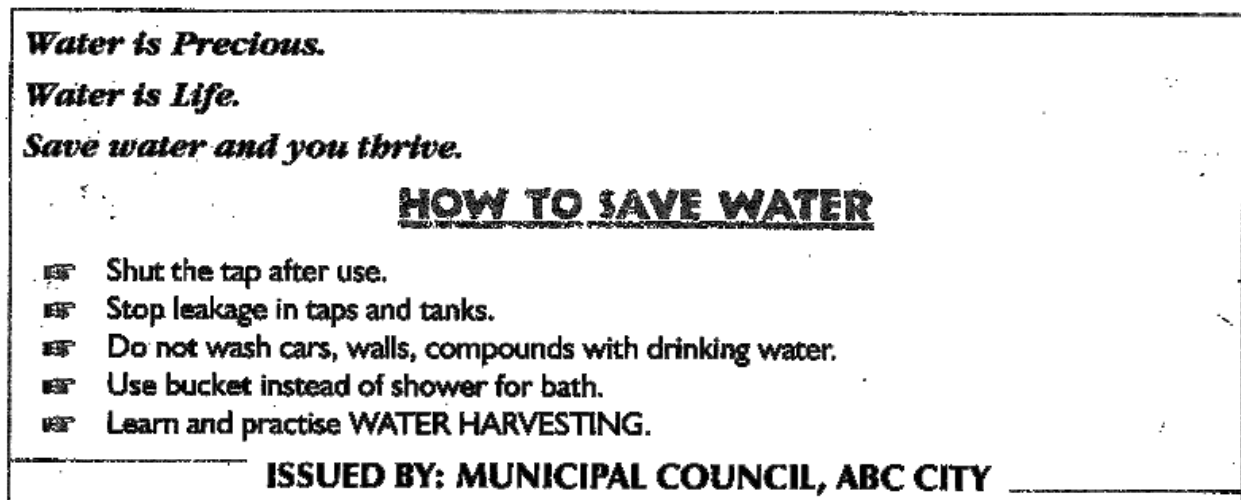 Water is Precious.
Water is Life.
Save water and you thrive.
HOW TO SAVE WATER
☞ Shut the tap after use.
☞ Stop leakage in taps and tanks.
☞ Do not wash cars, walls, compounds with drinking water.
☞ Use bucket instead of shower for bath.
☞ Learn and practise WATER HARVESTING.
ISSUED BY: MUNICIPAL COUNCIL, ABC CITY